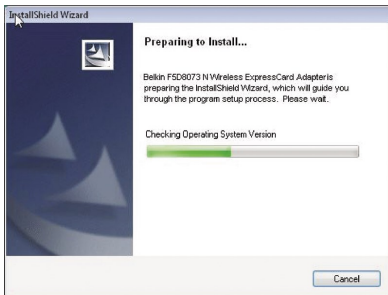 InstallShield Wizard
Preparing to Install...
Belkin F5D8073 N Wireless ExpressCard Adapter is
preparing the InstallShield Wizard, which will guide you
through the program setup process. Please wait.
Checking Operating System Version
Cancel